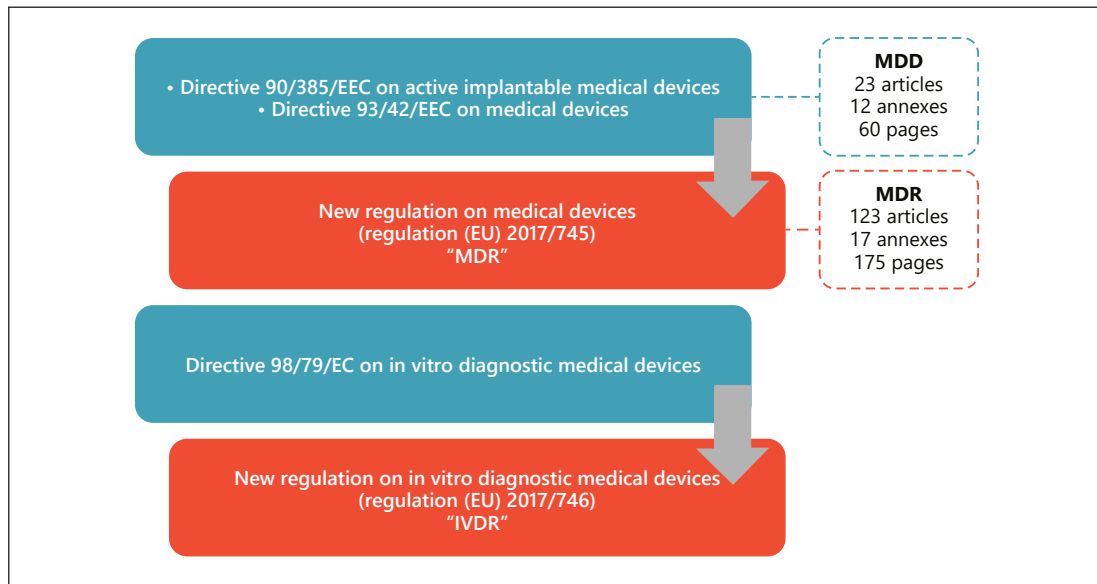 • Directive 90/385/EEC on active implantable medical devices
• Directive 93/42/EEC on medical devices
MDD
23 articles
12 annexes
60 pages
New regulation on medical devices
(regulation (EU) 2017/745)
“MDR”
MDR
123 articles
17 annexes
175 pages
Directive 98/79/EC on in vitro diagnostic medical devices
New regulation on in vitro diagnostic medical devices
(regulation (EU) 2017/746)
“IVDR”